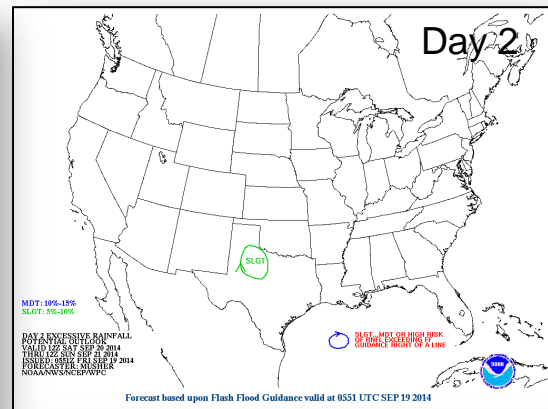 Day 2
SLGT
MDT: 10%-15%
SLGT: 5%-10%
DAY 2 EXCESSIVE RAINFALL
POTENTIAL OUTLOOK
VALID 12Z SAT SEP 20 2014
THRU 12Z SUN SEP 21 2014
ISSUED: 0551Z FRI SEP 19 2014
FORECASTER: MUSHER
NOAA/NWS/NCEP/WPC
SLGT...MDT OR HIGH RISK
OF RNFL EXCEEDING FF
GUIDANCE RIGHT OF A LINE
NOAA
Forecast based upon Flash Flood Guidance valid at 0551 UTC SEP 19 2014